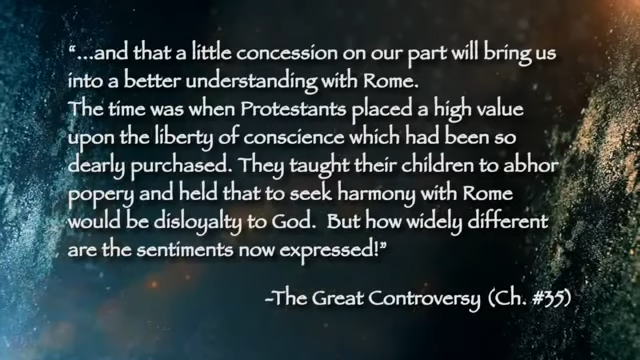 “...and that a little concession on our part will bring us
into a better understanding with Rome.
The time was when Protestants placed a high value
upon the liberty of conscience which had been so
dearly purchased. They taught their children to abhor
popery and held that to seek harmony with Rome
would be disloyalty to God.  But how widely different
are the sentiments now expressed!”
-The Great Controversy (Ch. #35)